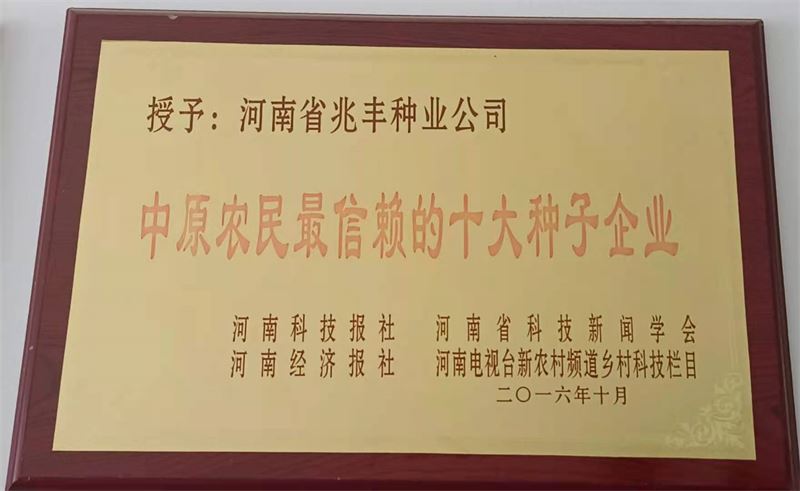 授予：河南省兆丰种业公司
中原农民最信赖的十大种子企业
河南科技报社 河南省科技新闻学会
河南经济报社 河南电视台新农村频道乡村科技栏目
二〇一六年十月